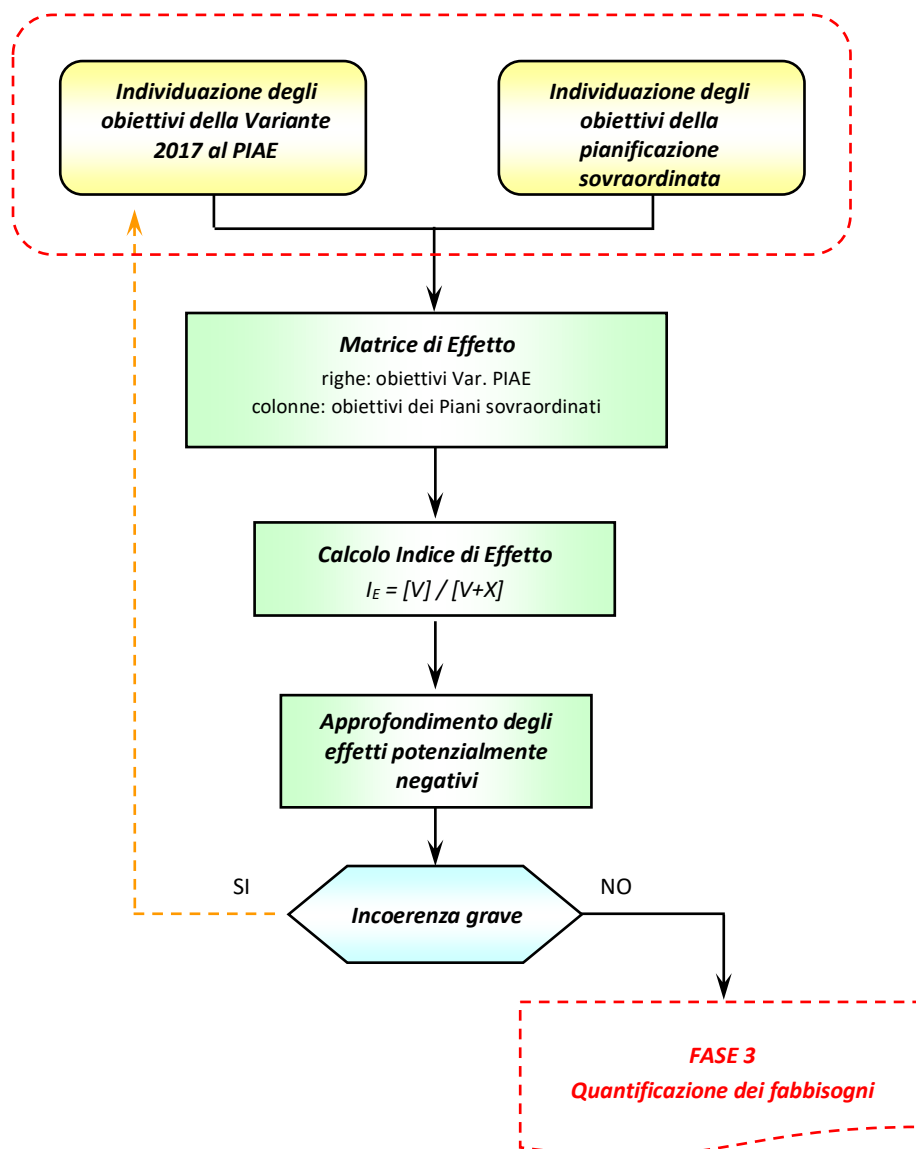 Individuazione degli
obiettivi della Variante
2017 al PIAE
Individuazione degli
obiettivi della
pianificazione
sovraordinata
Matrice di Effetto
righe: obiettivi Var. PIAE
colonne: obiettivi dei Piani sovraordinati
Calcolo Indice di Effetto
IE = [V] / [V+X]
Approfondimento degli
effetti potenzialmente
negativi
SI
NO
Incoerenza grave
FASE 3
Quantificazione dei fabbisogni